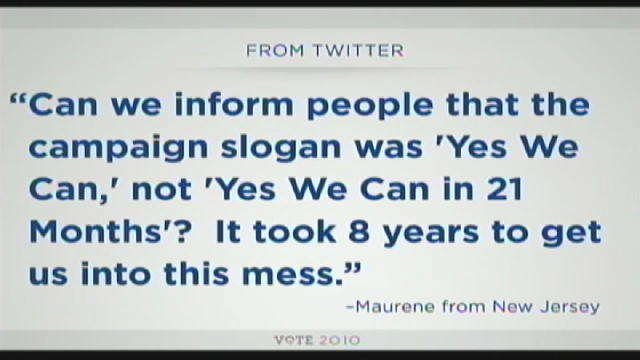 FROM TWITTER
“Can we inform people that the
campaign slogan was 'Yes We
Can,' not 'Yes We Can in 21
Months'?  It took 8 years to get
us into this mess.”
–Maurene from New Jersey
VOTE 2010